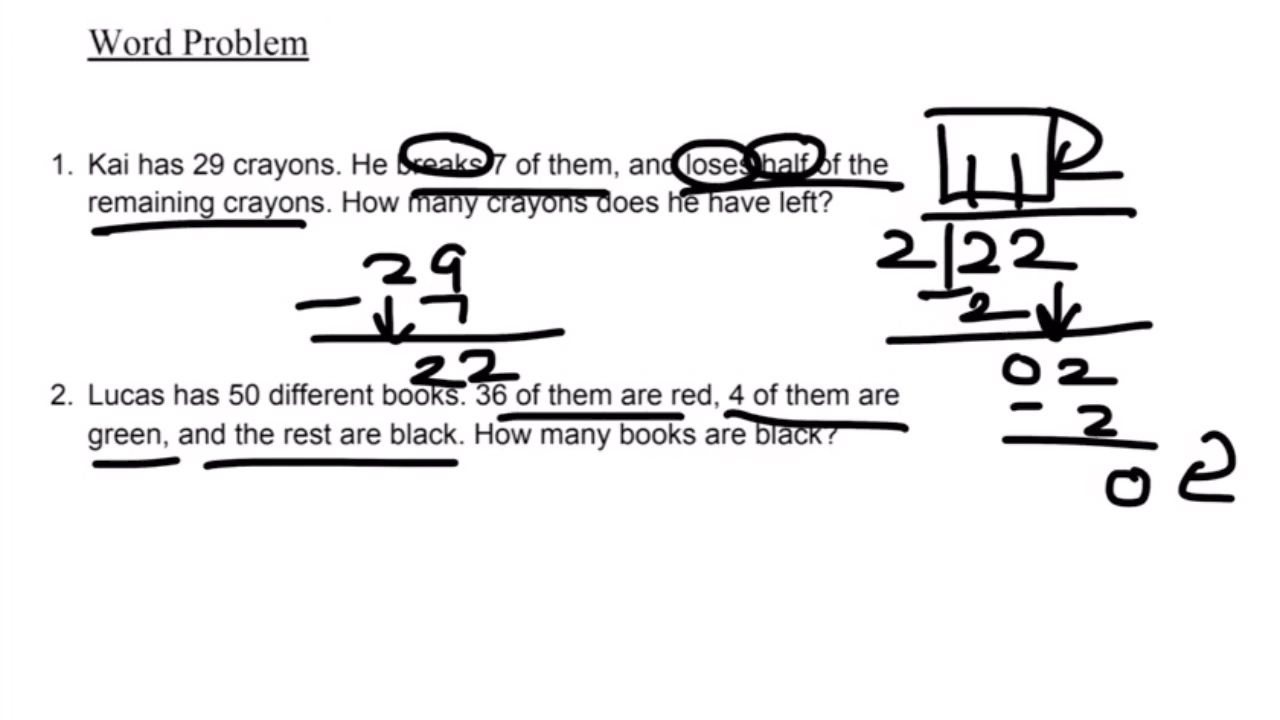 Word Problem
1. Kai has 29 crayons. He breaks 7 of them, and loses half of the
remaining crayons. How many crayons does he have left?
29
- 7
22
11
2|22
- 2
02
- 2
0
2. Lucas has 50 different books. 36 of them are red, 4 of them are
green, and the rest are black. How many books are black?